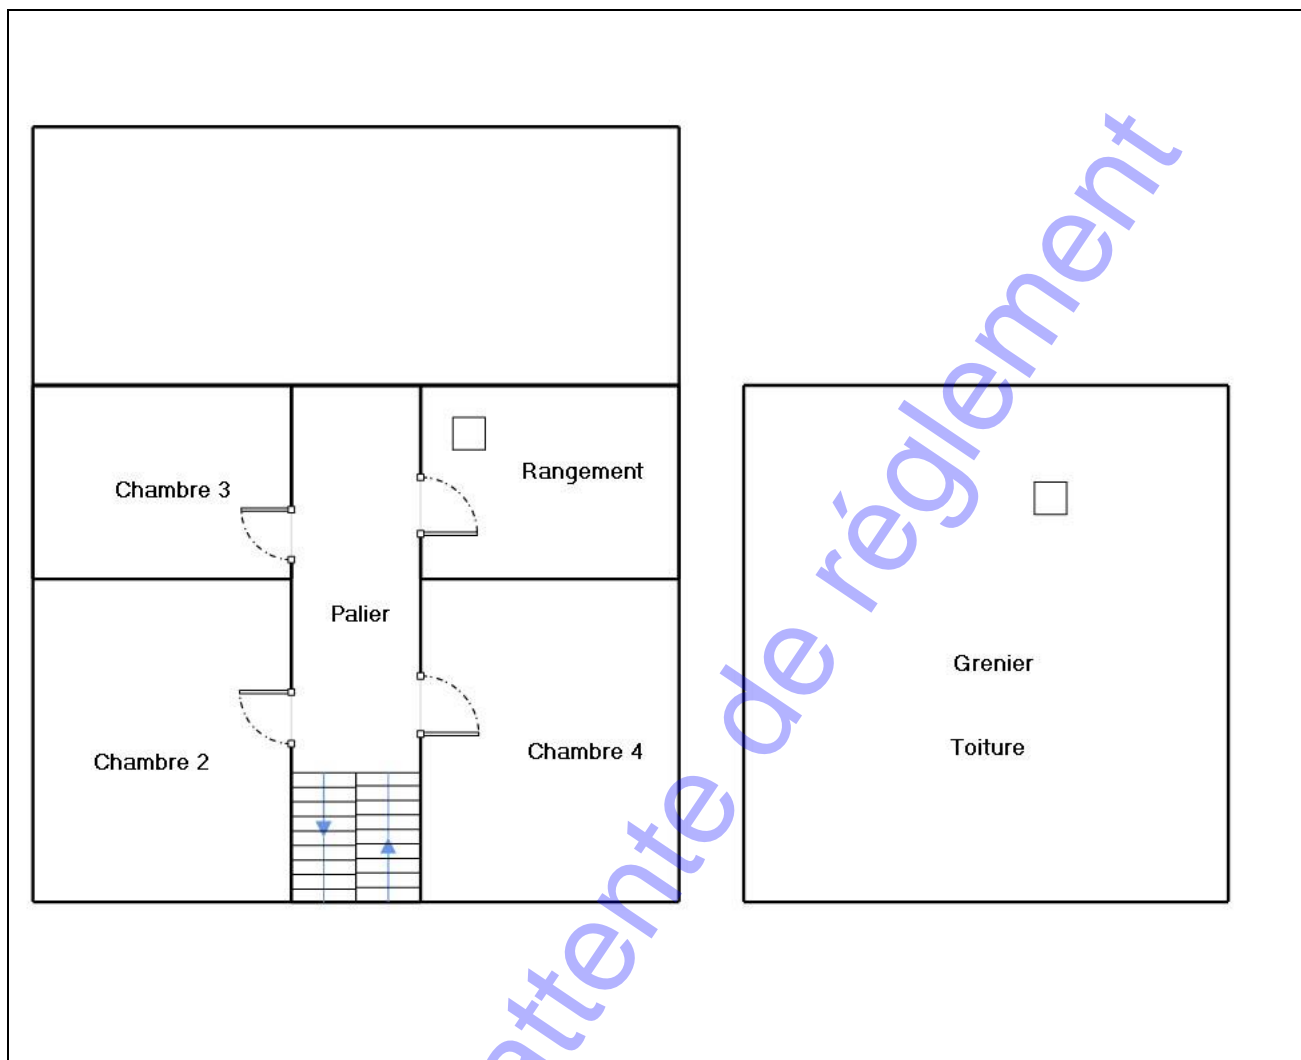 Chambre 3
Rangement
Palier
Chambre 2
Chambre 4
Grenier
Toiture
attente de réglement